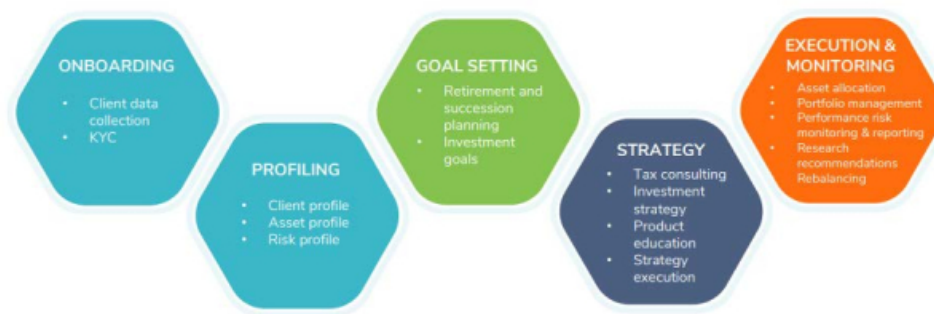 ONBOARDING
• Client data
collection
• KYC
PROFILING
• Client profile
• Asset profile
• Risk profile
GOAL SETTING
• Retirement and
succession
planning
• Investment
goals
STRATEGY
• Tax consulting
• Investment
strategy
• Product
education
• Strategy
execution
EXECUTION &
MONITORING
• Asset allocation
• Portfolio management
• Performance risk
monitoring & reporting
• Research
recommendations
Rebalancing